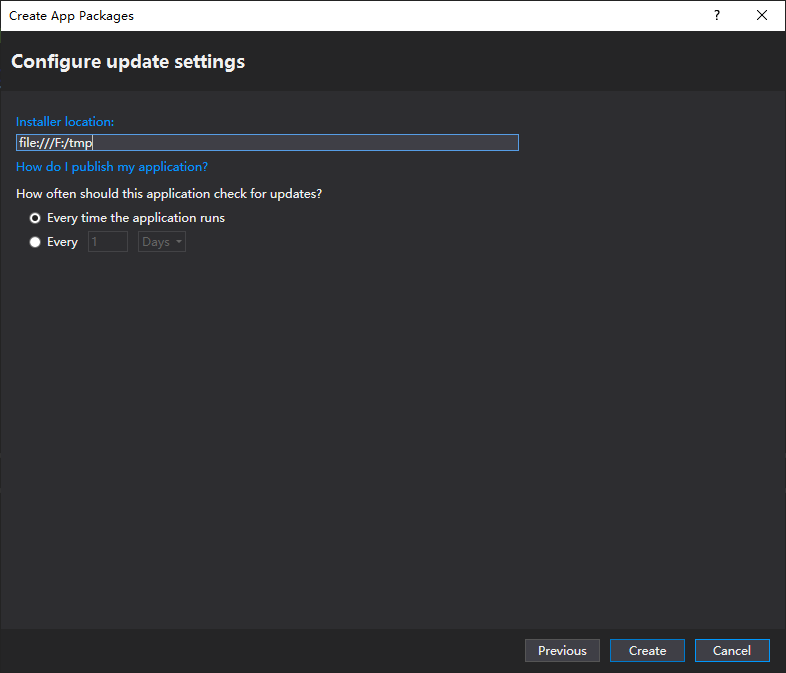 Create App Packages
?
Configure update settings
Installer location:
file:///F:/tmp
How do I publish my application?
How often should this application check for updates?
Every time the application runs
Every 1 Days
Previous Create Cancel